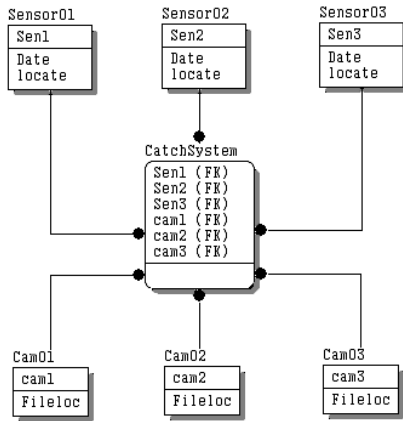 Sensor01
Sen1
Date
locate
Sensor02
Sen2
Date
locate
Sensor03
Sen3
Date
locate
CatchSystem
Sen1 (FK)
Sen2 (FK)
Sen3 (FK)
cam1 (FK)
cam2 (FK)
cam3 (FK)
Cam01
cam1
Fileloc
Cam02
cam2
Fileloc
Cam03
cam3
Fileloc